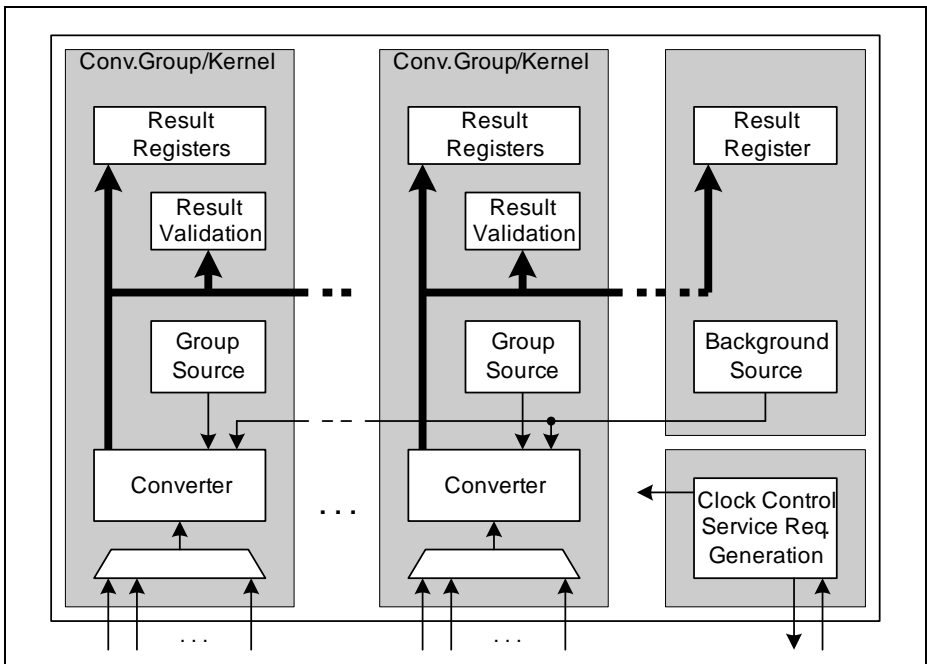 Conv.Group/Kernel
Result
Registers
Result
Validation
Group
Source
Converter
. . .
. . .
. . .
Conv.Group/Kernel
Result
Registers
Result
Validation
Group
Source
Converter
. . .
Result
Register
Background
Source
Clock Control
Service Req.
Generation